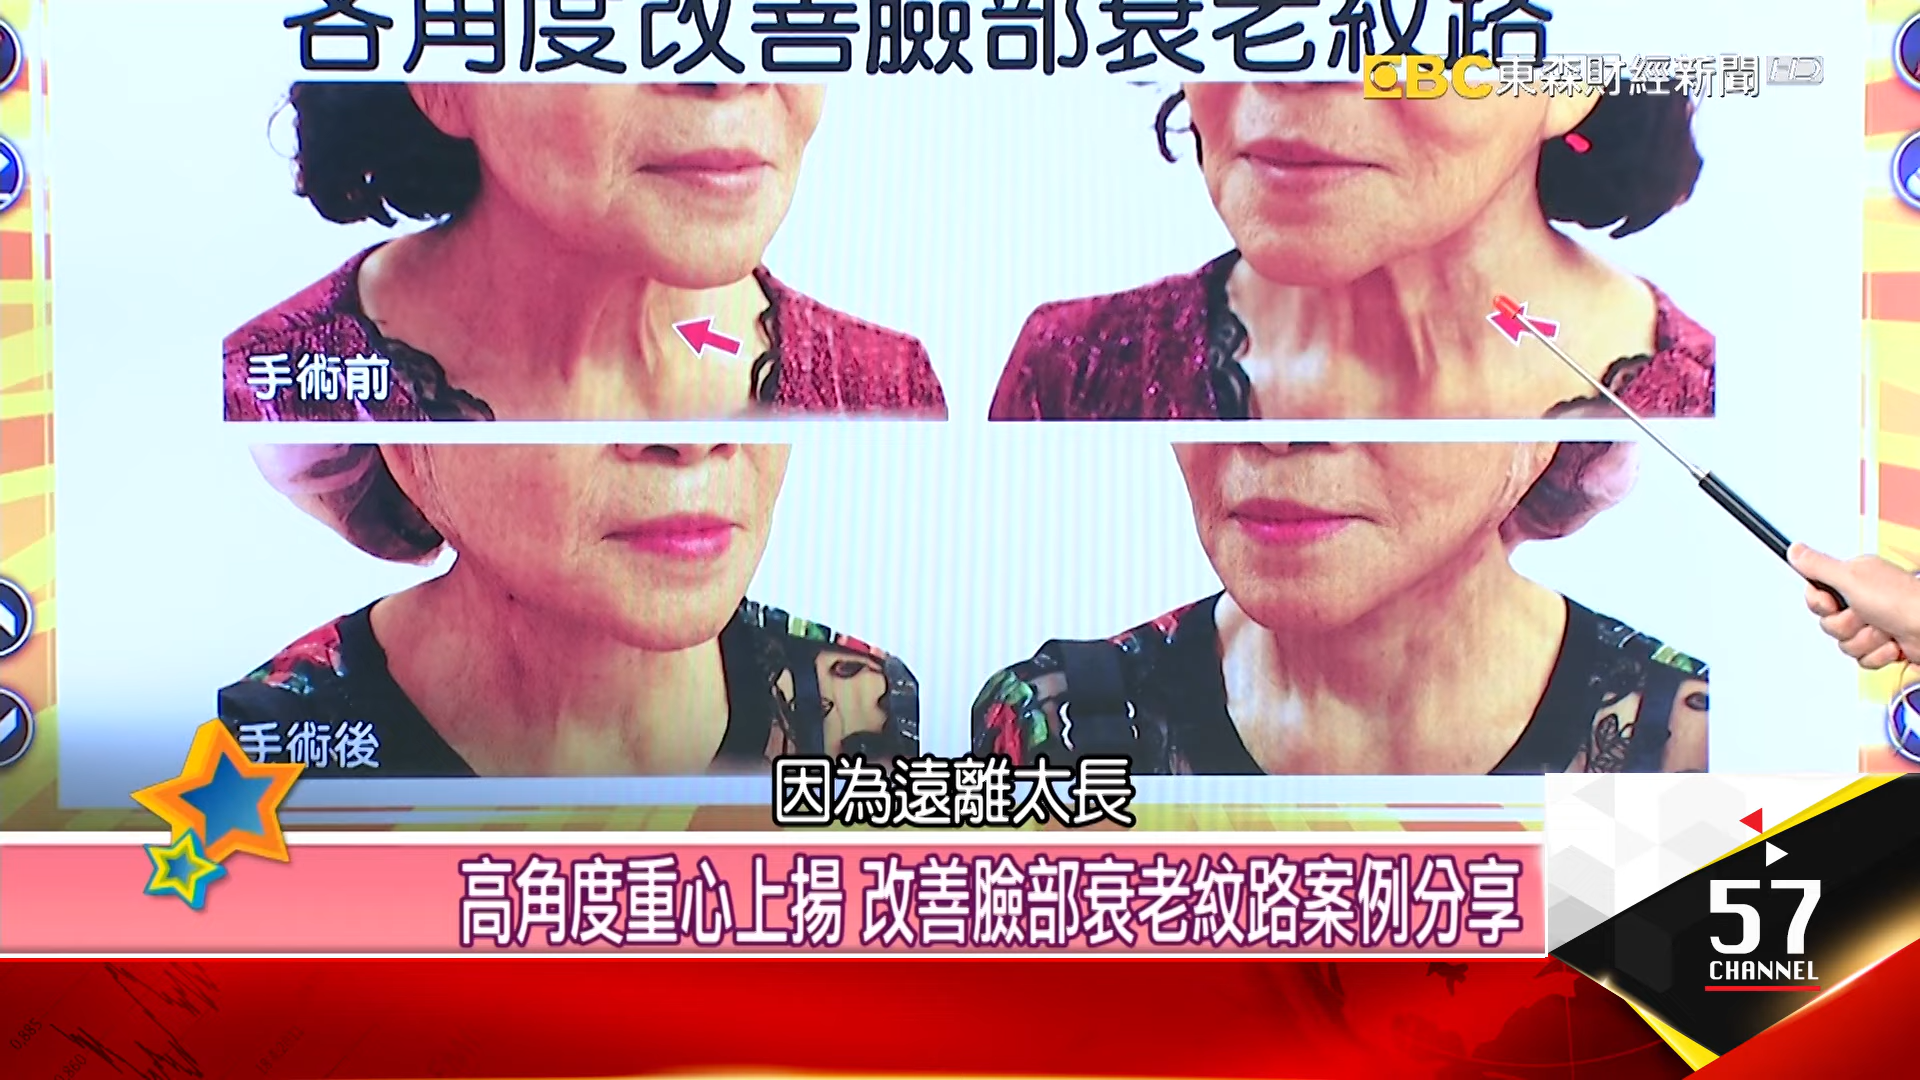 各角度改善臉部衰老紋路
EBC東森財經新聞HD
手術前
手術後
因為遠離太長
高角度重心上揚 改善臉部衰老紋路案例分享
57
CHANNEL